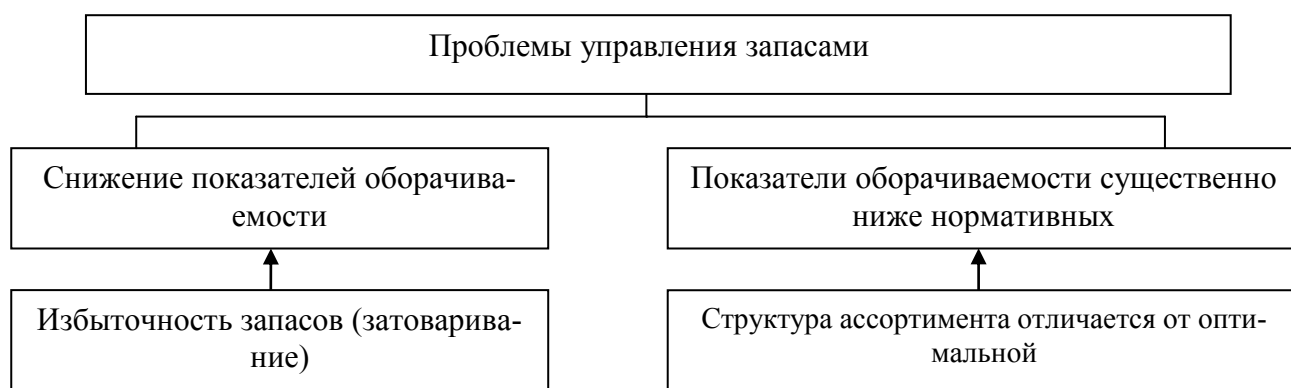 Проблемы управления запасами
Снижение показателей оборачива-
емости
Показатели оборачиваемости существенно
ниже нормативных
Избыточность запасов (затоварива-
ние)
Структура ассортимента отличается от опти-
мальной